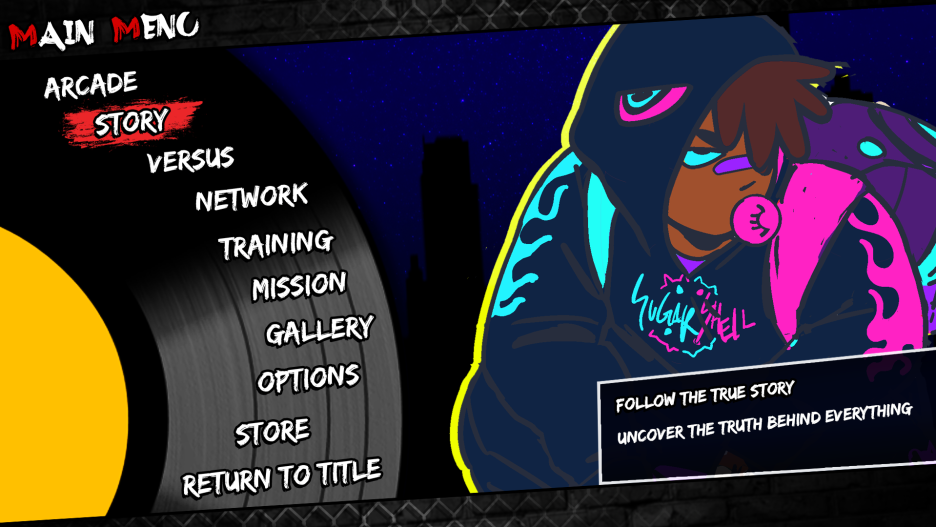 MAIN MENU
ARCADE
STORY
VERSUS
NETWORK
TRAINING
MISSION
GALLERY
OPTIONS
STORE
RETURN TO TITLE
SUGAR
FOLLOW THE TRUE STORY
UNCOVER THE TRUTH BEHIND EVERYTHING